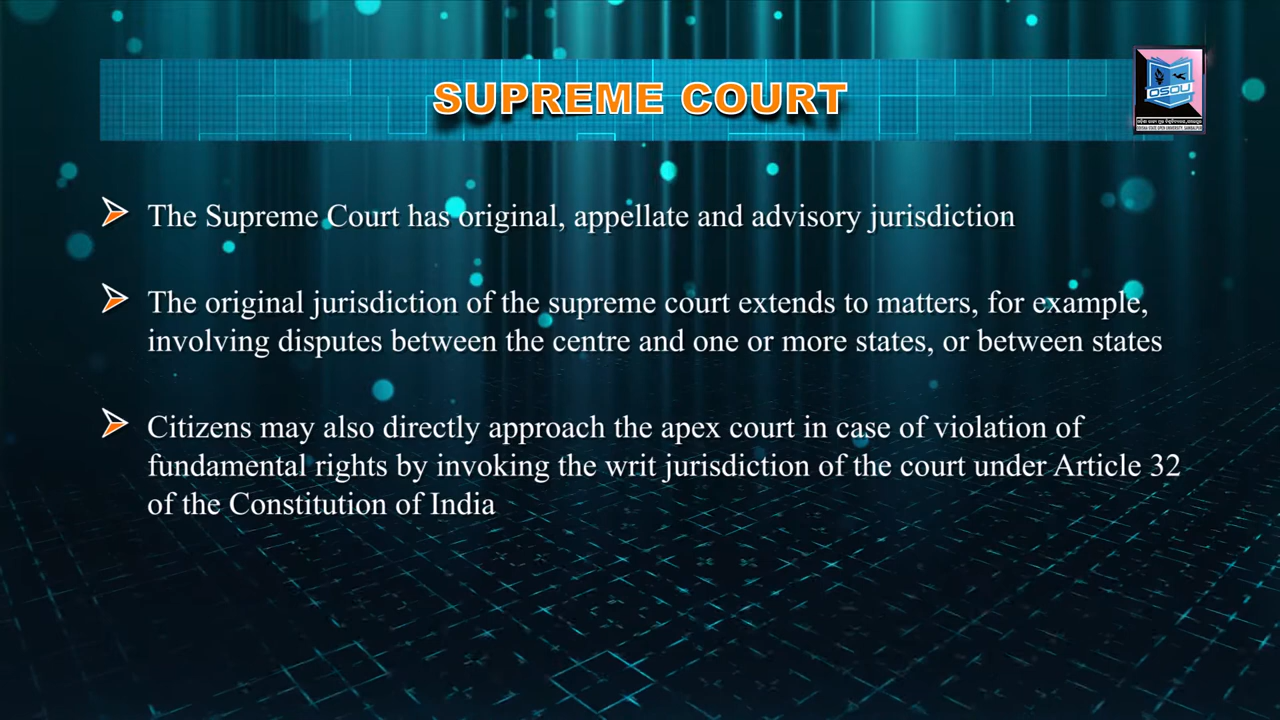 SUPREME COURT
OSOU
The Supreme Court has original, appellate and advisory jurisdiction
The original jurisdiction of the supreme court extends to matters, for example,
involving disputes between the centre and one or more states, or between states
Citizens may also directly approach the apex court in case of violation of
fundamental rights by invoking the writ jurisdiction of the court under Article 32
of the Constitution of India